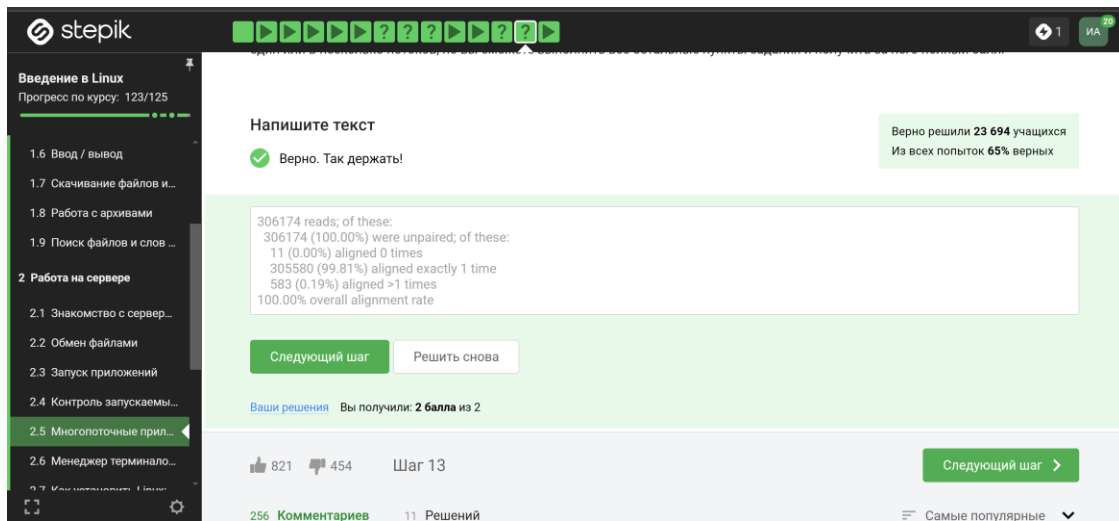 stepik
1
ИА
20
Введение в Linux
Прогресс по курсу: 123/125
1.6 Ввод / вывод
1.7 Скачивание файлов и...
1.8 Работа с архивами
1.9 Поиск файлов и слов ...
2 Работа на сервере
2.1 Знакомство с сервер...
2.2 Обмен файлами
2.3 Запуск приложений
2.4 Контроль запускаемы...
2.5 Многопоточные прил...
2.6 Менеджер терминало...
Напишите текст
Верно. Так держать!
Верно решили 23 694 учащихся
Из всех попыток 65% верных
306174 reads; of these:
306174 (100.00%) were unpaired; of these:
11 (0.00%) aligned 0 times
305580 (99.81%) aligned exactly 1 time
583 (0.19%) aligned >1 times
100.00% overall alignment rate
Следующий шаг
Решить снова
Ваши решения Вы получили: 2 балла из 2
821 454 Шаг 13
Следующий шаг
256 Комментариев 11 Решений
Самые популярные